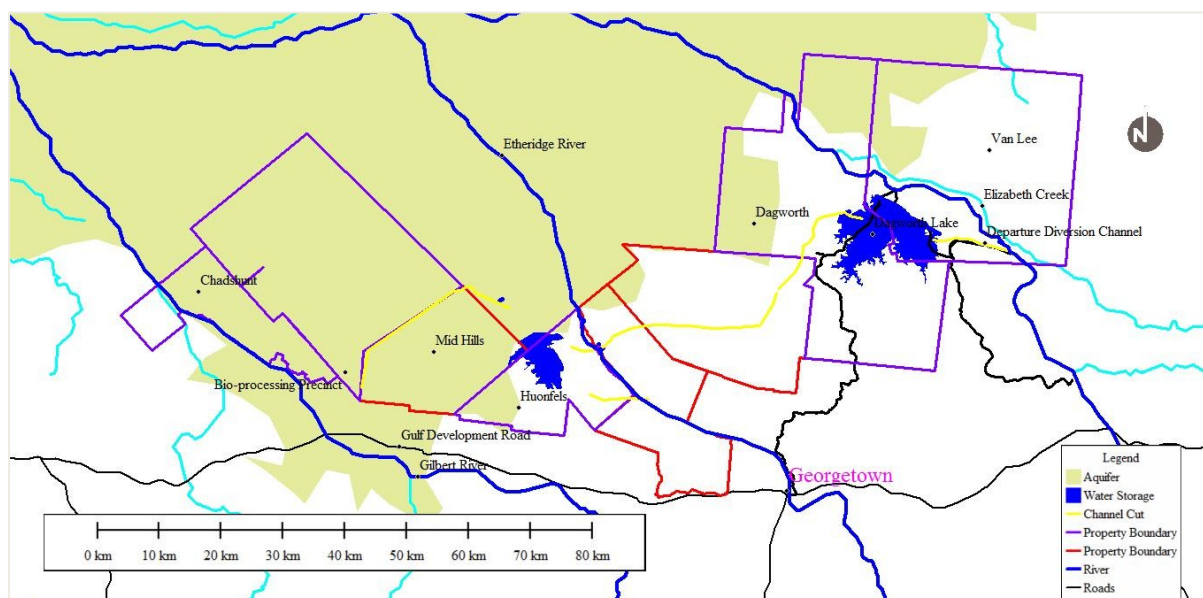 N
Van Lee
Etheridge River
Elizabeth Creek
Dagworth
Dagworth Lake
Departure Diversion Channel
Chadshunt
Mid Hills
Bio-processing Precinct
Huonfels
Gulf Development Road
Gilbert River
Georgetown
Legend
Aquifer
Water Storage
Channel Cut
Property Boundary
Property Boundary
River
Roads
0 km 10 km 20 km 30 km 40 km 50 km 60 km 70 km 80 km